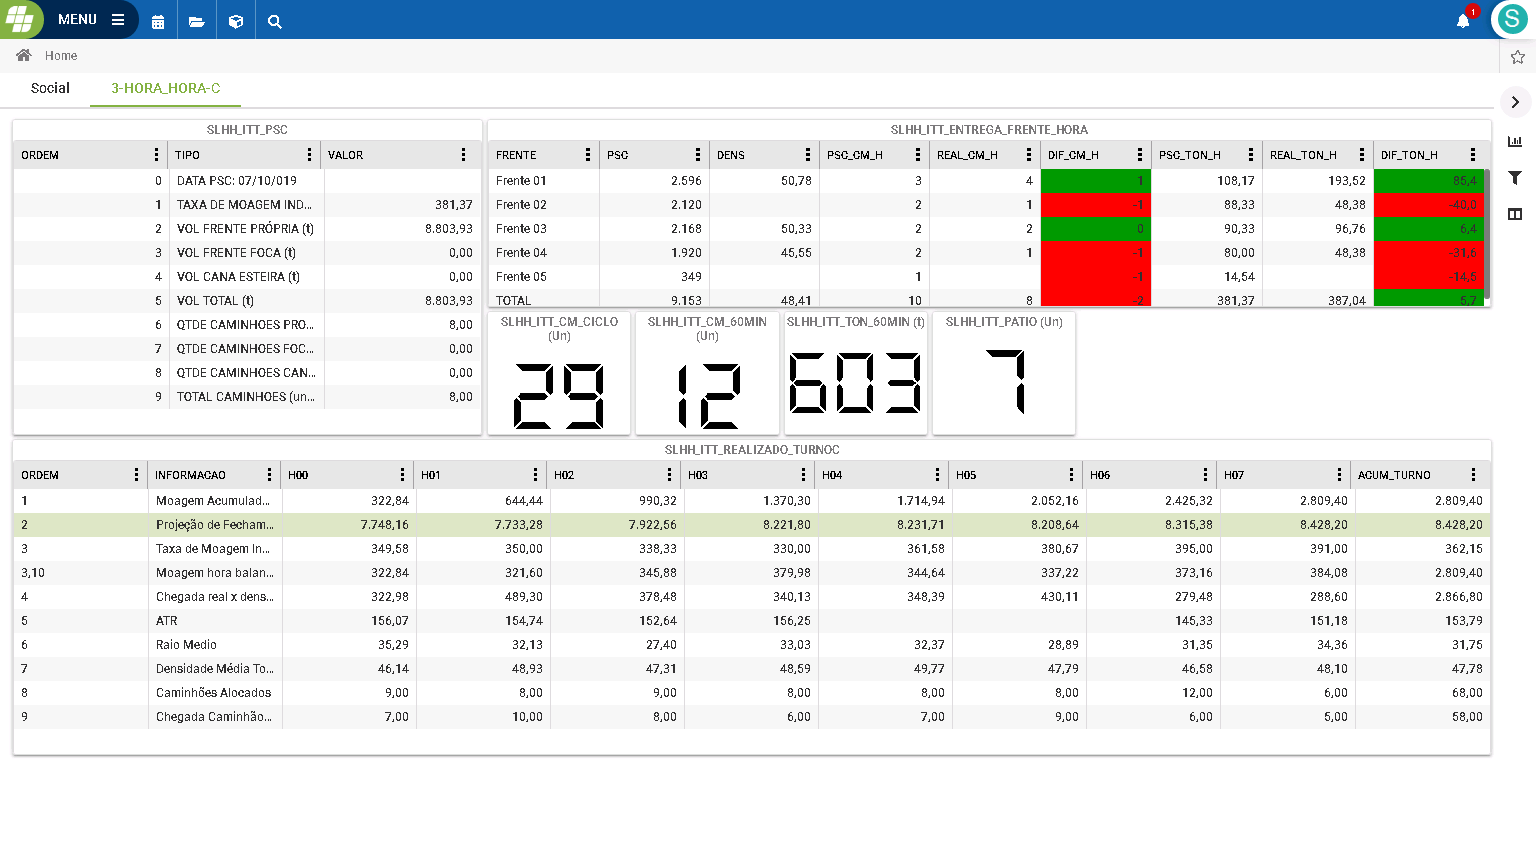 MENU
1
S
Home
Social 3-HORA_HORA-C
SLHH_ITT_PSC
ORDEM TIPO VALOR
0 DATA PSC: 07/10/019
1 TAXA DE MOAGEM IND... 381,37
2 VOL FRENTE PRÓPRIA (t) 8.803,93
3 VOL FRENTE FOCA (t) 0,00
4 VOL CANA ESTEIRA (t) 0,00
5 VOL TOTAL (t) 8.803,93
6 QTDE CAMINHOES PRO... 8,00
7 QTDE CAMINHOES FOC... 0,00
8 QTDE CAMINHOES CAN... 0,00
9 TOTAL CAMINHOES (un... 8,00
SLHH_ITT_ENTREGA_FRENTE_HORA
FRENTE PSC DENS PSC_CM_H REAL_CM_H DIF_CM_H PSC_TON_H REAL_TON_H DIF_TON_H
Frente 01 2.596 50,78 3 4 1 108,17 193,52 85,4
Frente 02 2.120 2 1 -1 88,33 48,38 -40,0
Frente 03 2.168 50,33 2 2 0 90,33 96,76 6,4
Frente 04 1.920 45,55 2 1 -1 80,00 48,38 -31,6
Frente 05 349 1 -1 14,54 -14,5
TOTAL 9.153 48,41 10 8 -2 381,37 387,04 5,7
SLHH_ITT_CM_CICLO
(Un)
29
SLHH_ITT_CM_60MIN
(Un)
12
SLHH_ITT_TON_60MIN (t)
603
SLHH_ITT_PATIO (Un)
7
SLHH_ITT_REALIZADO_TURNOC
ORDEM INFORMACAO H00 H01 H02 H03 H04 H05 H06 H07 ACUM_TURNO
1 Moagem Acumulad... 322,84 644,44 990,32 1.370,30 1.714,94 2.052,16 2.425,32 2.809,40 2.809,40
2 Projeção de Fecham... 7.748,16 7.733,28 7.922,56 8.221,80 8.231,71 8.208,64 8.315,38 8.428,20 8.428,20
3 Taxa de Moagem In... 349,58 350,00 338,33 330,00 361,58 380,67 395,00 391,00 362,15
3,10 Moagem hora balan... 322,84 321,60 345,88 379,98 344,64 337,22 373,16 384,08 2.809,40
4 Chegada real x dens... 322,98 489,30 378,48 340,13 348,39 430,11 279,48 288,60 2.866,80
5 ATR 156,07 154,74 152,64 156,25 145,33 151,18 153,79
6 Raio Medio 35,29 32,13 27,40 33,03 32,37 28,89 31,35 34,36 31,75
7 Densidade Média To... 46,14 48,93 47,31 48,59 49,77 47,79 46,58 48,10 47,78
8 Caminhões Alocados 9,00 8,00 9,00 8,00 8,00 8,00 12,00 6,00 68,00
9 Chegada Caminhão... 7,00 10,00 8,00 6,00 7,00 9,00 6,00 5,00 58,00